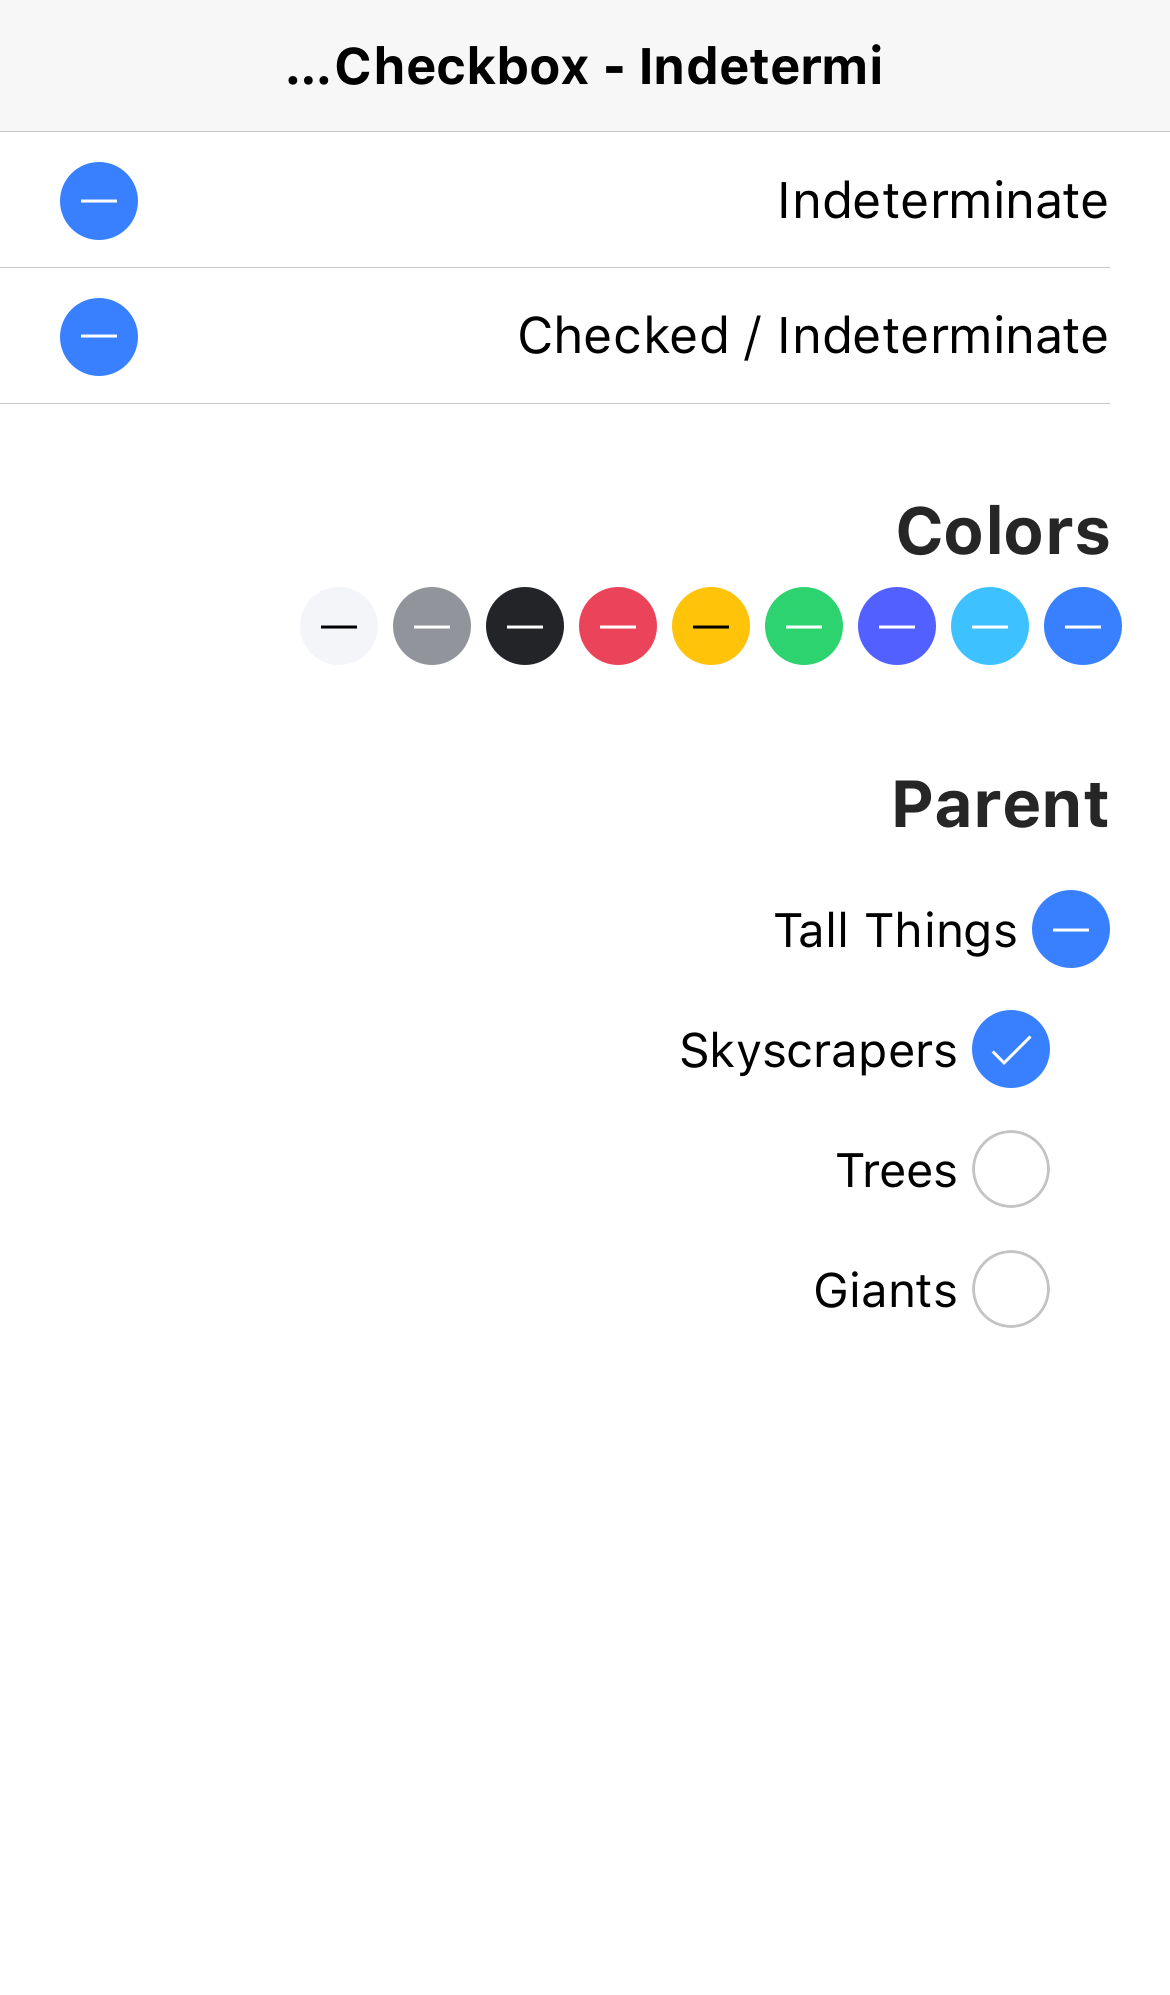 ...Checkbox - Indetermi
Indeterminate
Checked / Indeterminate
Colors
Parent
Tall Things
Skyscrapers
Trees
Giants